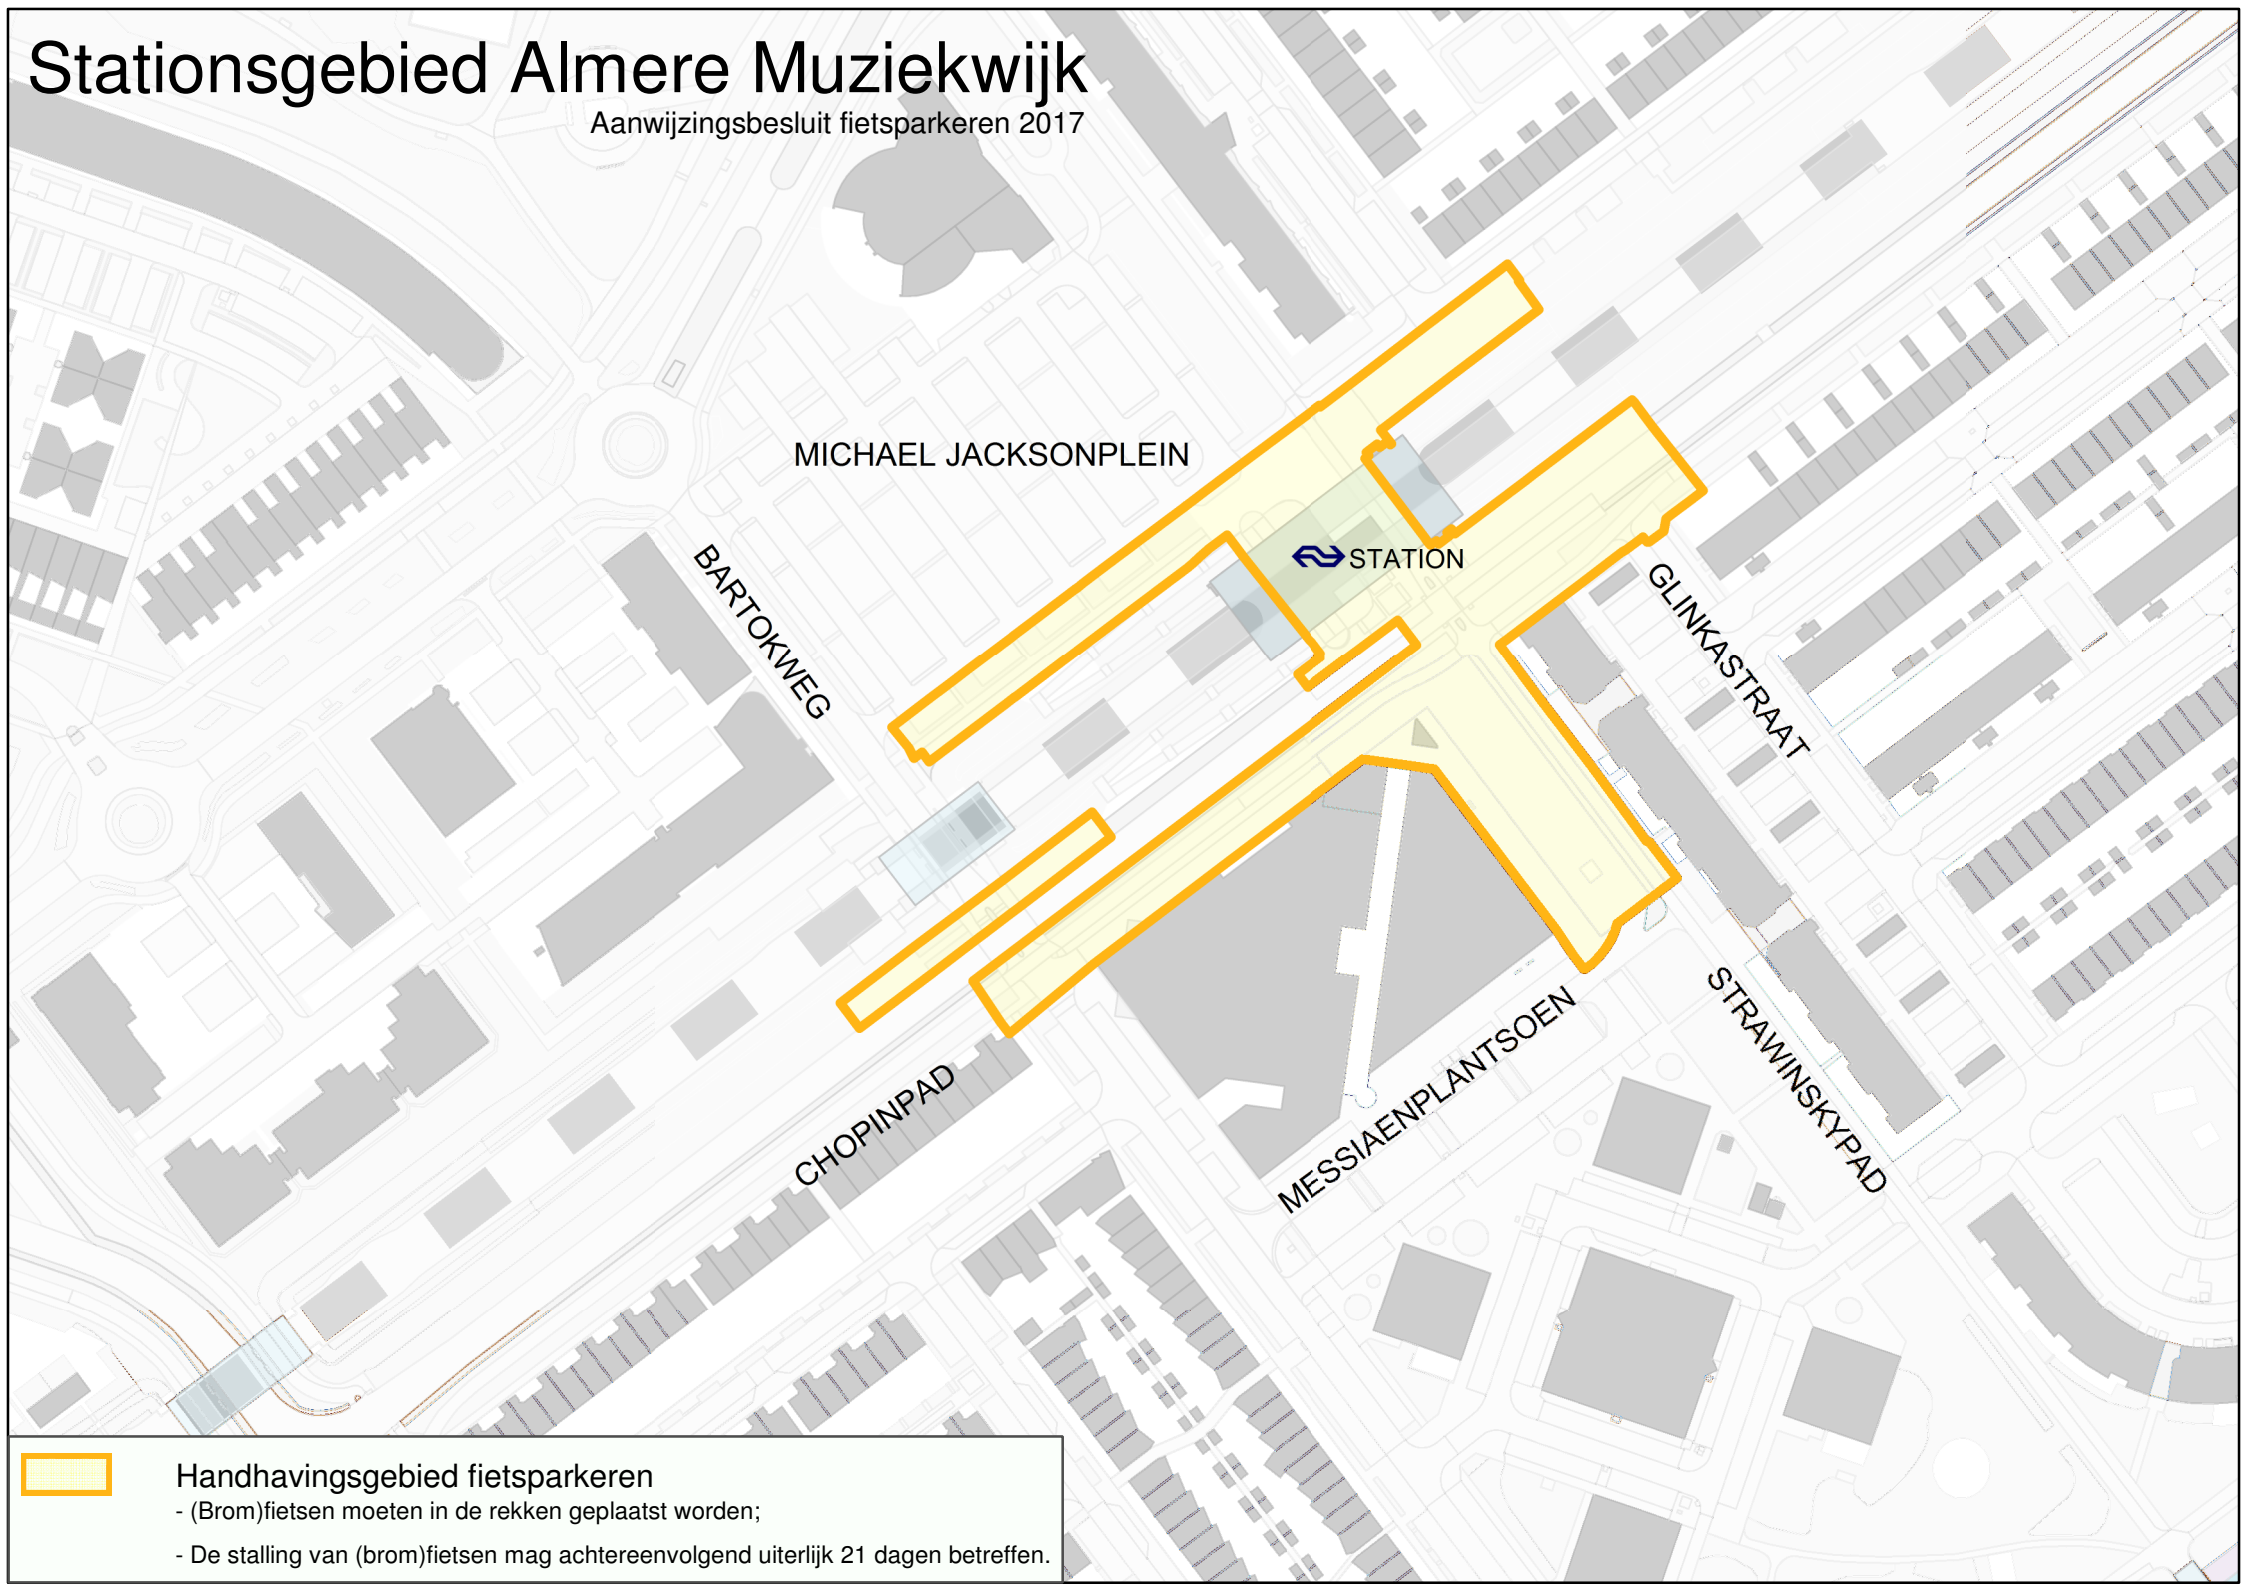 Stationsgebied Almere Muziekwijk
Aanwijzingsbesluit fietsparkeren 2017
MICHAEL JACKSONPLEIN
BARTOKWEG
STATION
GLINKASTRAAT
CHOPINPAD
MESSIAENPLANTSOEN
STRAWINSKYPAD
Handhavingsgebied fietsparkeren
- (Brom)fietsen moeten in de rekken geplaatst worden;
- De stalling van (brom)fietsen mag achtereenvolgend uiterlijk 21 dagen betreffen.